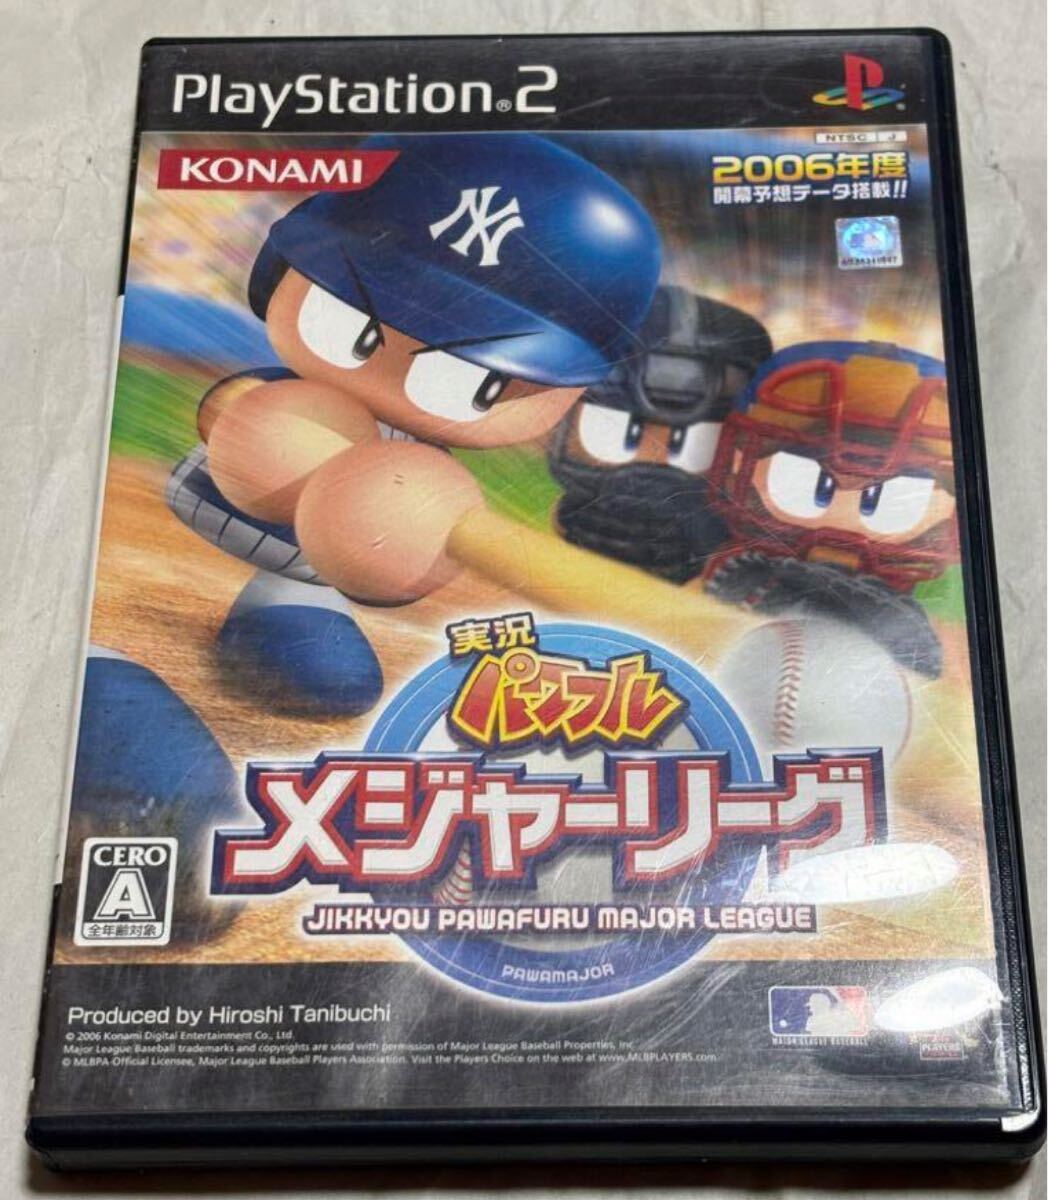 PlayStation®2
NTSC J
KONAMI
2006年度
開幕予想データ搭載!!
NY
実況
パワフル
メジャーリーグ
JIKKYOU PAWAFURU MAJOR LEAGUE
PAWAMAJOR
CERO
A
全年齢対象
Produced by Hiroshi Tanibuchi
© 2006 Konami Digital Entertainment Co., Ltd.
Major League Baseball trademarks and copyrights are used with permission of Major League Baseball Properties, Inc.
© MLBPA-Official Licensee, Major League Baseball Players Association. Visit the Players Choice on the web at www.MLBPLAYERS.com
MAJOR LEAGUE BASEBALL
PLAYERS